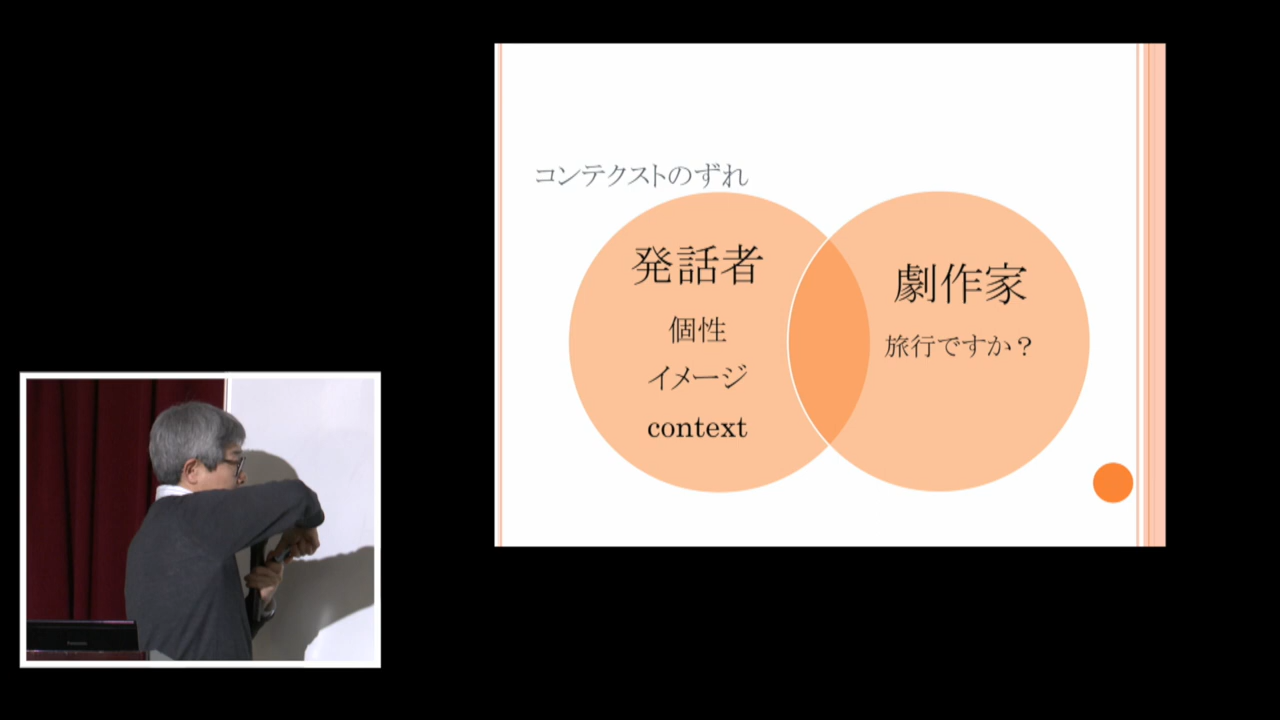 コンテクストのずれ
発話者
個性
イメージ
context
劇作家
旅行ですか？